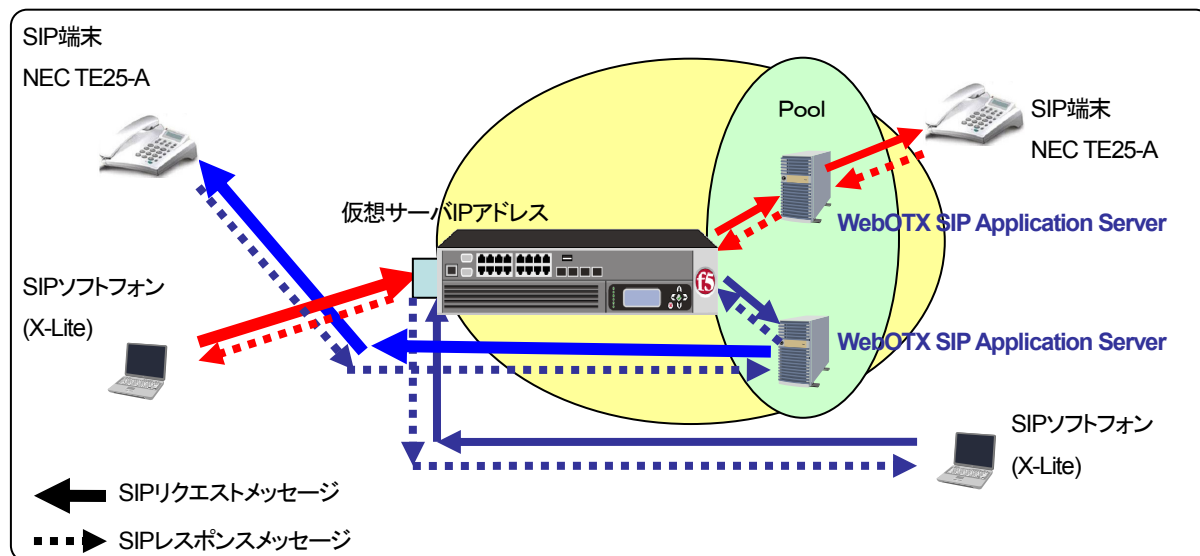 SIP端末
NEC TE25-A
Pool
SIP端末
NEC TE25-A
仮想サーバIPアドレス
WebOTX SIP Application Server
f5
SIPソフトフォン
(X-Lite)
WebOTX SIP Application Server
SIPソフトフォン
(X-Lite)
SIPリクエストメッセージ
SIPレスポンスメッセージ